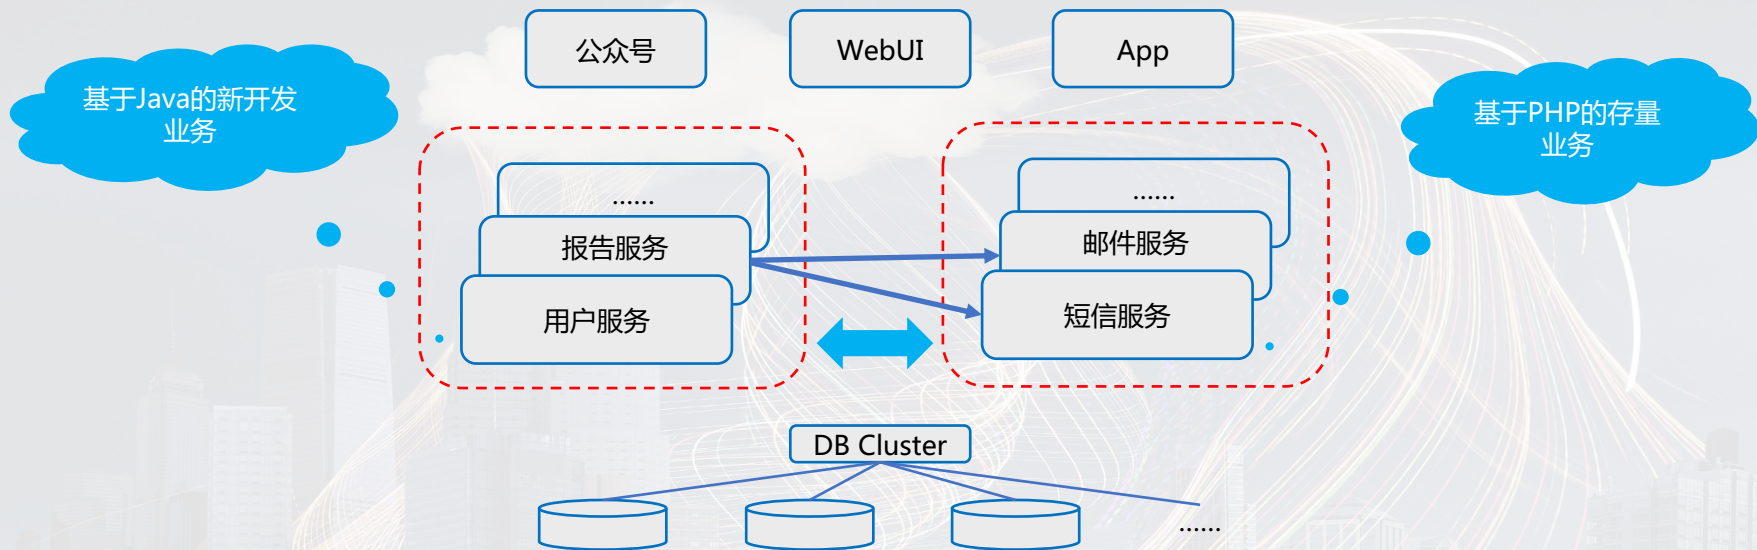 公众号
WebUI
App
基于Java的新开发
业务
基于PHP的存量
业务
......
报告服务
用户服务
......
邮件服务
短信服务
DB Cluster
......